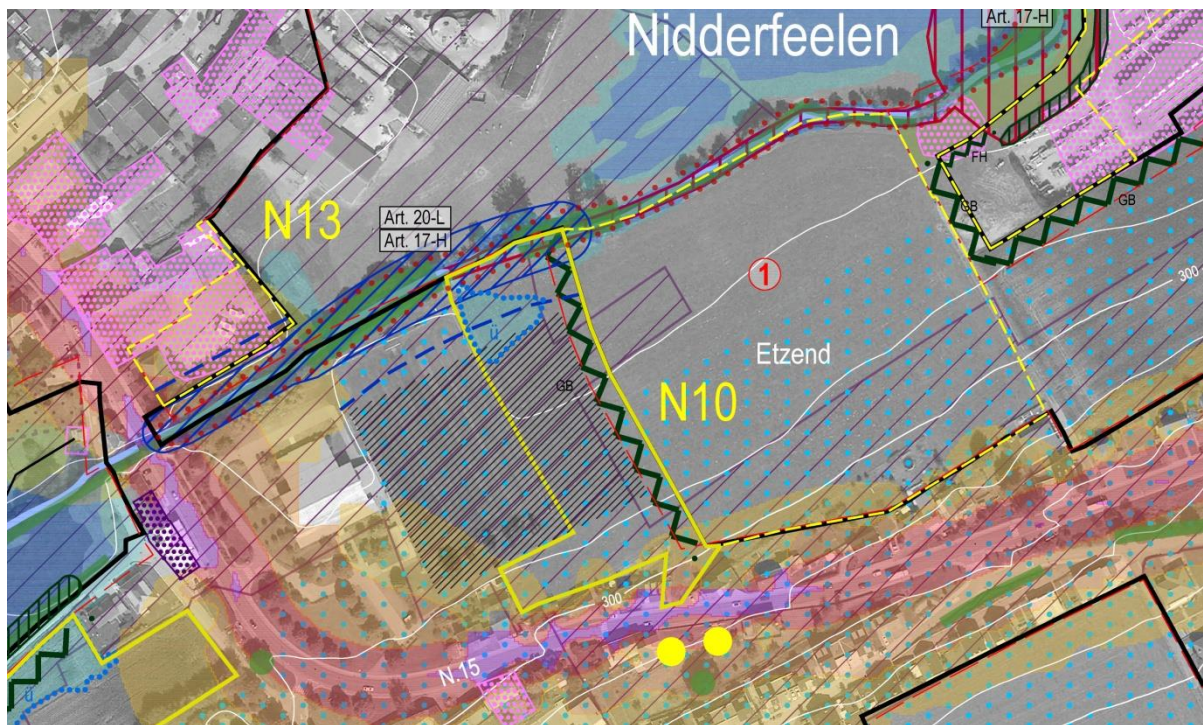 Art. 17-H
Nidderfeelen
FH
N13
Art. 20-L
Art. 17-H
GB
GB
1
300
ü
Etzend
GB
N10
300
N.15
ü